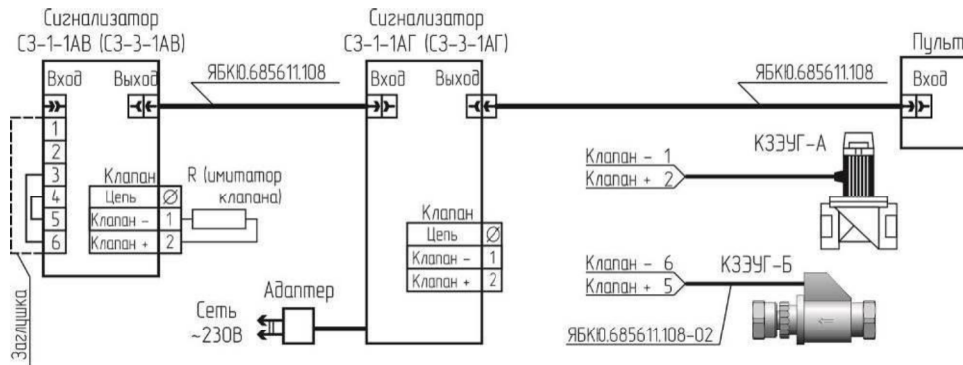 Сигнализатор
СЗ-1-1АВ (СЗ-3-1АВ)
Вход
Выход
1
2
3
4
5
6
Заглушка
Клапан
Цепь
Клапан - 1
Клапан + 2
R (имитатор
клапана)
ЯБКЮ.685611.108
Сигнализатор
СЗ-1-1АГ (СЗ-3-1АГ)
Вход
Выход
Клапан
Цепь
Клапан - 1
Клапан + 2
Адаптер
Сеть
~230В
ЯБКЮ.685611.108
Пульт
Вход
КЗЭУГ-А
Клапан - 1
Клапан + 2
КЗЭУГ-Б
Клапан - 6
Клапан + 5
ЯБКЮ.685611.108-02